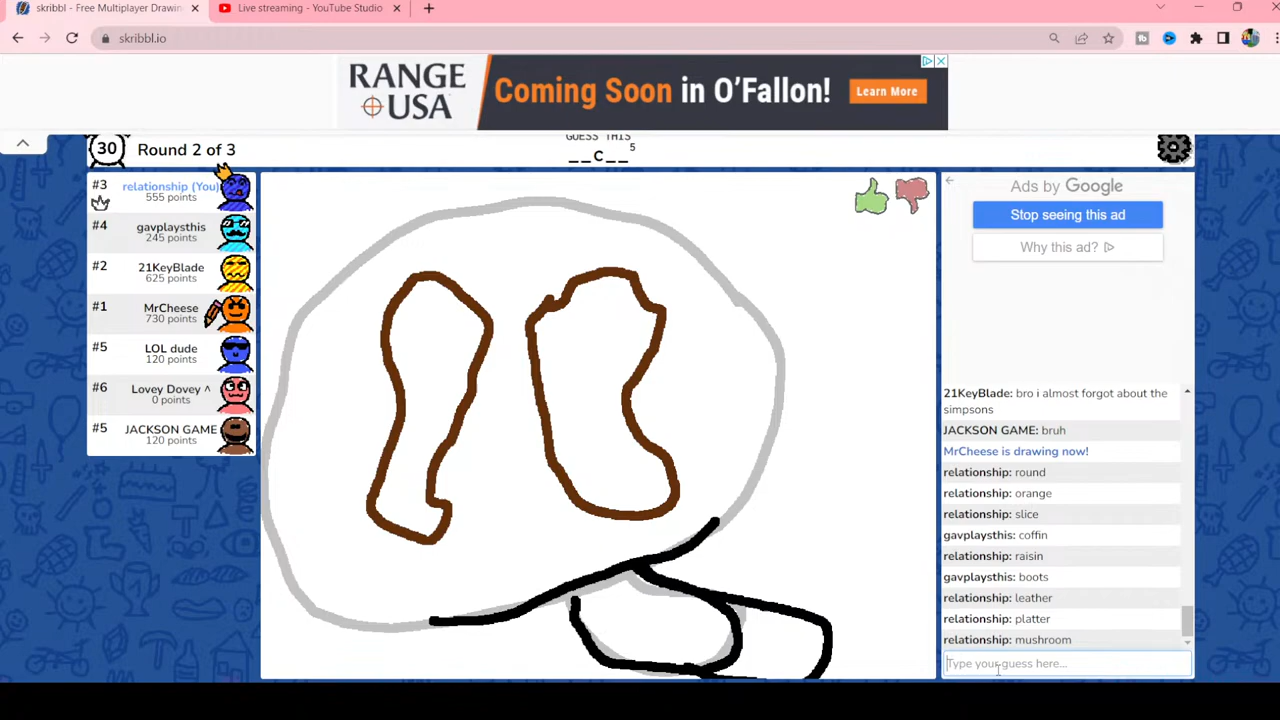 skribbl - Free Multiplayer Drawin
Live streaming - YouTube Studio
skribbl.io
RANGE
USA
Coming Soon in O'Fallon!
Learn More
30
Round 2 of 3
GUESS THIS
__c__ 5
#3
relationship (You)
555 points
#4
gavplaysthis
245 points
#2
21KeyBlade
625 points
#1
MrCheese
730 points
#5
LOL dude
120 points
#6
Lovey Dovey ^
0 points
#5
JACKSON GAME
120 points
Ads by Google
Stop seeing this ad
Why this ad?
21KeyBlade: bro i almost forgot about the
simpsons
JACKSON GAME: bruh
MrCheese is drawing now!
relationship: round
relationship: orange
relationship: slice
gavplaysthis: coffin
relationship: raisin
gavplaysthis: boots
relationship: leather
relationship: platter
relationship: mushroom
Type your guess here...